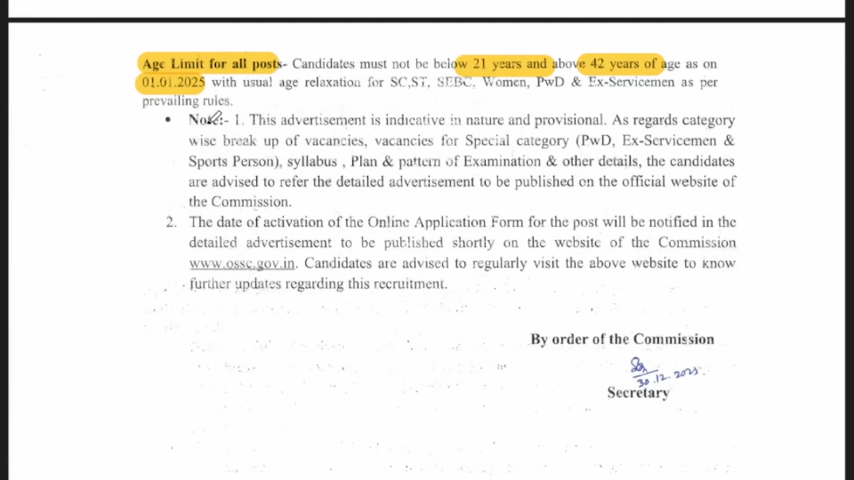 Age Limit for all posts- Candidates must not be below 21 years and above 42 years of age as on
01.01.2025 with usual age relaxation for SC,ST, SEBC, Women, PwD & Ex-Servicemen as per
prevailing rules.
• Note:- 1. This advertisement is indicative in nature and provisional. As regards category
wise break up of vacancies, vacancies for Special category (PwD, Ex-Servicemen &
Sports Person), syllabus , Plan & pattern of Examination & other details, the candidates
are advised to refer the detailed advertisement to be published on the official website of
the Commission.
2. The date of activation of the Online Application Form for the post will be notified in the
detailed advertisement to be published shortly on the website of the Commission
www.ossc.gov.in. Candidates are advised to regularly visit the above website to know
further updates regarding this recruitment.
By order of the Commission
30.12.2025
Secretary